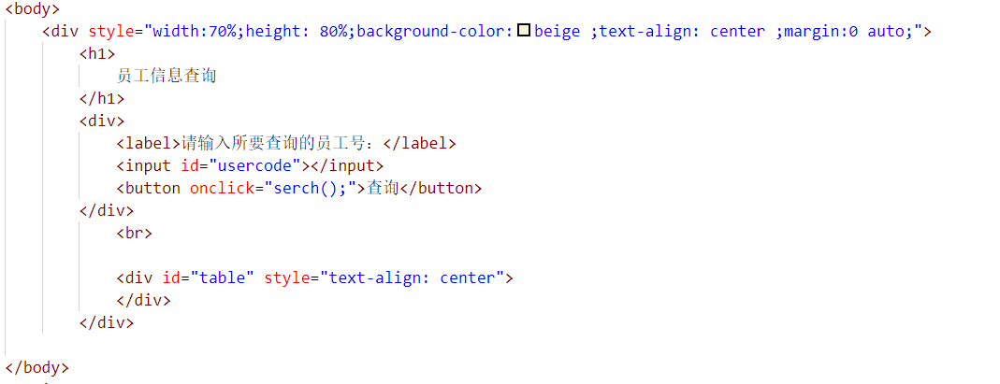 <body>
<div style="width:70%;height: 80%;background-color:beige ;text-align: center ;margin:0 auto;">
<h1>
员工信息查询
</h1>
<div>
<label>请输入所要查询的员工号：</label>
<input id="usercode"></input>
<button onclick="serch();">查询</button>
</div>
<br>
<div id="table" style="text-align: center">
</div>
</div>
</body>